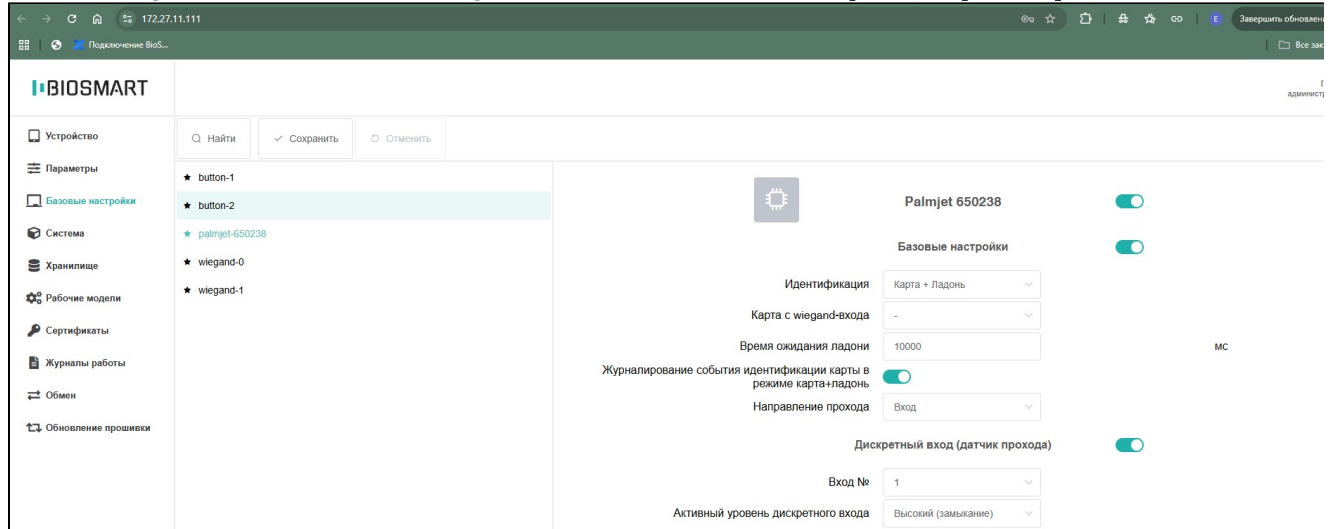 172.27.11.111
E
Завершить обновлени
Подключение BioS...
Все зак
BIOSMART
П
администр
Устройство
Найти
Сохранить
Отменить
Параметры
Базовые настройки
Система
Хранилище
Рабочие модели
Сертификаты
Журналы работы
Обмен
Обновление прошивки
button-1
button-2
palmjet-650238
wiegand-0
wiegand-1
Palmjet 650238
Базовые настройки
Идентификация
Карта + Ладонь
Карта с wiegand-входа
-
Время ожидания ладони
10000
мс
Журналирование события идентификации карты в
режиме карта+ладонь
Направление прохода
Вход
Дискретный вход (датчик прохода)
Вход №
1
Активный уровень дискретного входа
Высокий (замыкание)